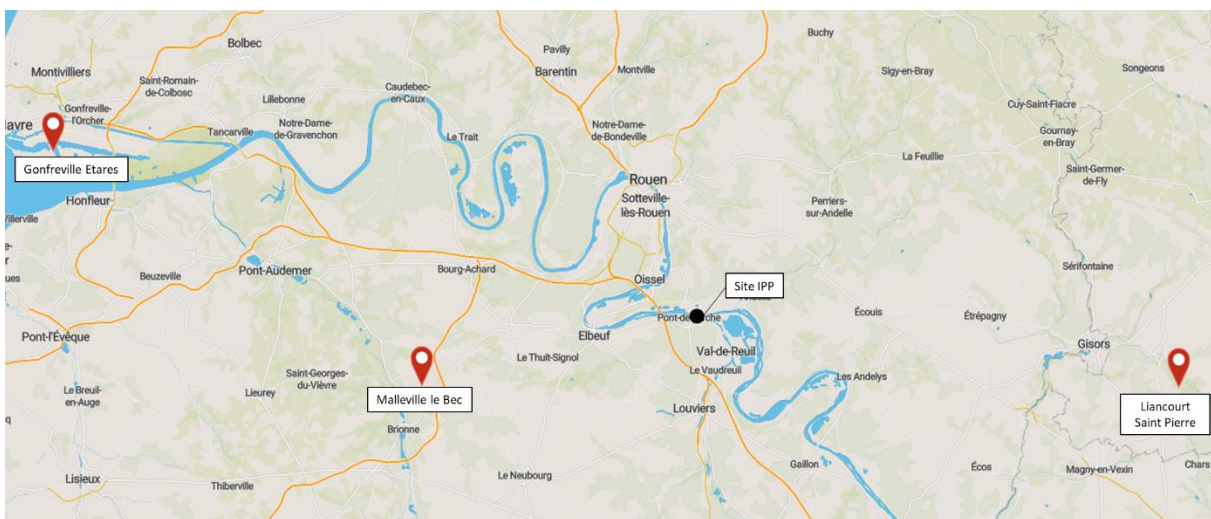 Buchy
Bolbec
Pavilly
Barentin
Montville
Montivilliers
Saint-Romain-
de-Colbosc
Sigy-en-Bray
Songeons
Caudebec-
en-Caux
Lillebonne
Cuy-Saint-Fiacre
Gonfreville-
l'Orcher
Notre-Dame-
de-Gravenchon
Notre-Dame-
de-Bondeville
Tancarville
Le Trait
Gournay-
en-Bray
La Feuillie
Gonfreville Etares
Saint-Germer-
de-Fly
Rouen
Sotteville-
lès-Rouen
Honfleur
Perriers-
sur-Andelle
Villerville
Pont-Audemer
Beuzeville
Bourg-Achard
Sérifontaine
Oissel
Site IPP
Écouis
Étrépagny
Pont-l'Évêque
Elbeuf
Gisors
Val-de-Reuil
Le Thuit-Signol
Le Vaudreuil
Saint-Georges-
du-Vièvre
Les Andelys
Le Breuil-
en-Auge
Lieurey
Malleville le Bec
Louviers
Liancourt
Saint Pierre
Brionne
Gaillon
Écos
Magny-en-Vexin
Chars
Le Neubourg
Lisieux
Thiberville